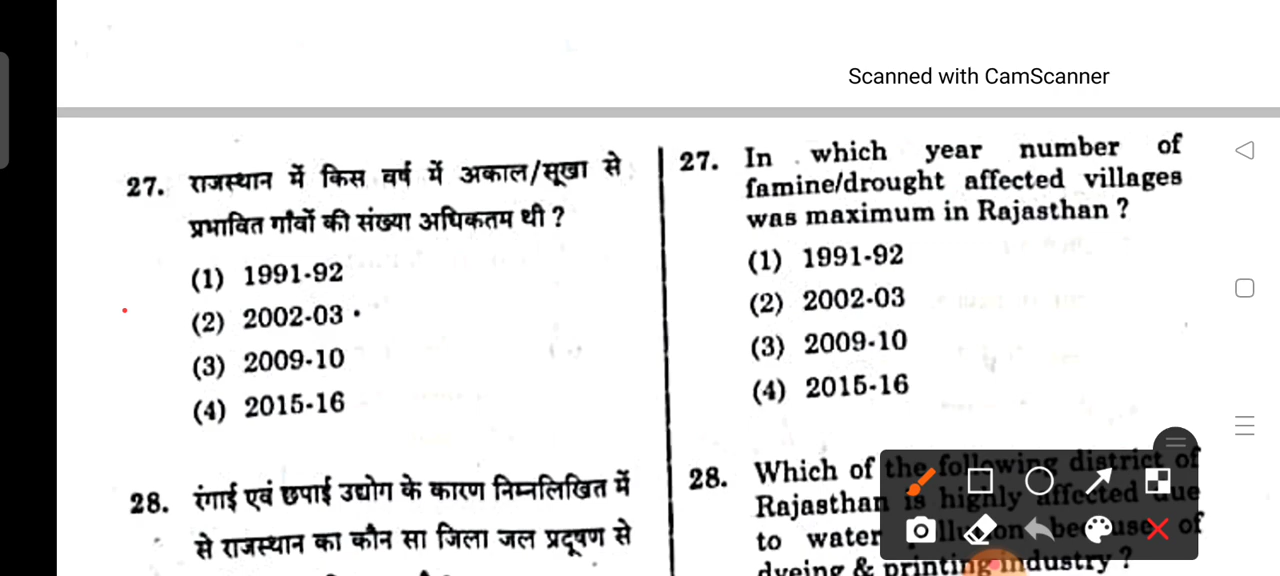 Scanned with CamScanner
27. राजस्थान में किस वर्ष में अकाल/सूखा से
प्रभावित गाँवों की संख्या अधिकतम थी ?
(1) 1991-92
(2) 2002-03
(3) 2009-10
(4) 2015-16
28. रंगाई एवं छपाई उद्योग के कारण निम्नलिखित में
से राजस्थान का कौन सा जिला जल प्रदूषण से
27. In which year number of
famine/drought affected villages
was maximum in Rajasthan ?
(1) 1991-92
(2) 2002-03
(3) 2009-10
(4) 2015-16
28. Which of the following district of
Rajasthan is highly affected due
to water of
dyeing & printing industry ?